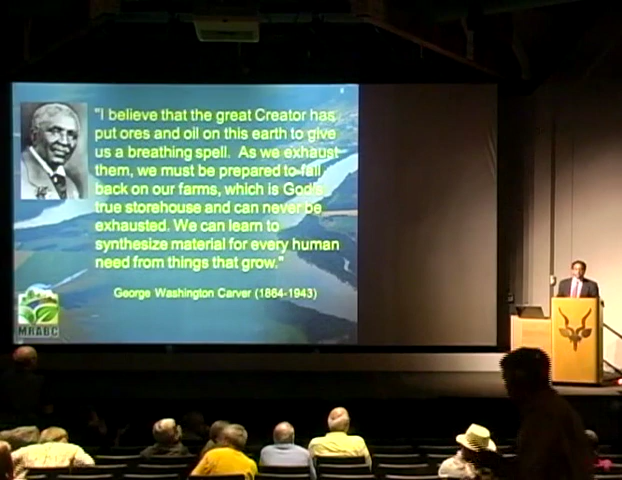 "I believe that the great Creator has
put ores and oil on this earth to give
us a breathing spell. As we exhaust
them, we must be prepared to fall
back on our farms, which is God's
true storehouse and can never be
exhausted. We can learn to
synthesize material for every human
need from things that grow."
George Washington Carver (1864-1943)
MRABC